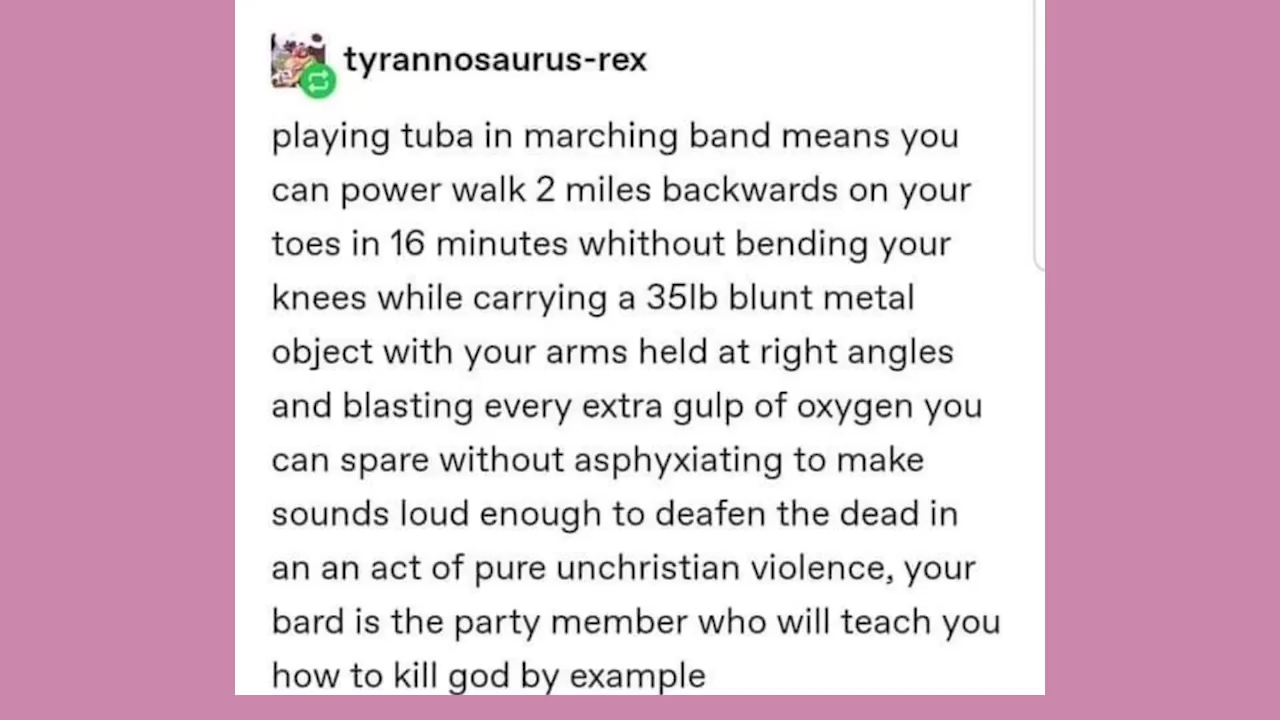 tyrannosaurus-rex
playing tuba in marching band means you
can power walk 2 miles backwards on your
toes in 16 minutes whithout bending your
knees while carrying a 35lb blunt metal
object with your arms held at right angles
and blasting every extra gulp of oxygen you
can spare without asphyxiating to make
sounds loud enough to deafen the dead in
an an act of pure unchristian violence, your
bard is the party member who will teach you
how to kill god by example